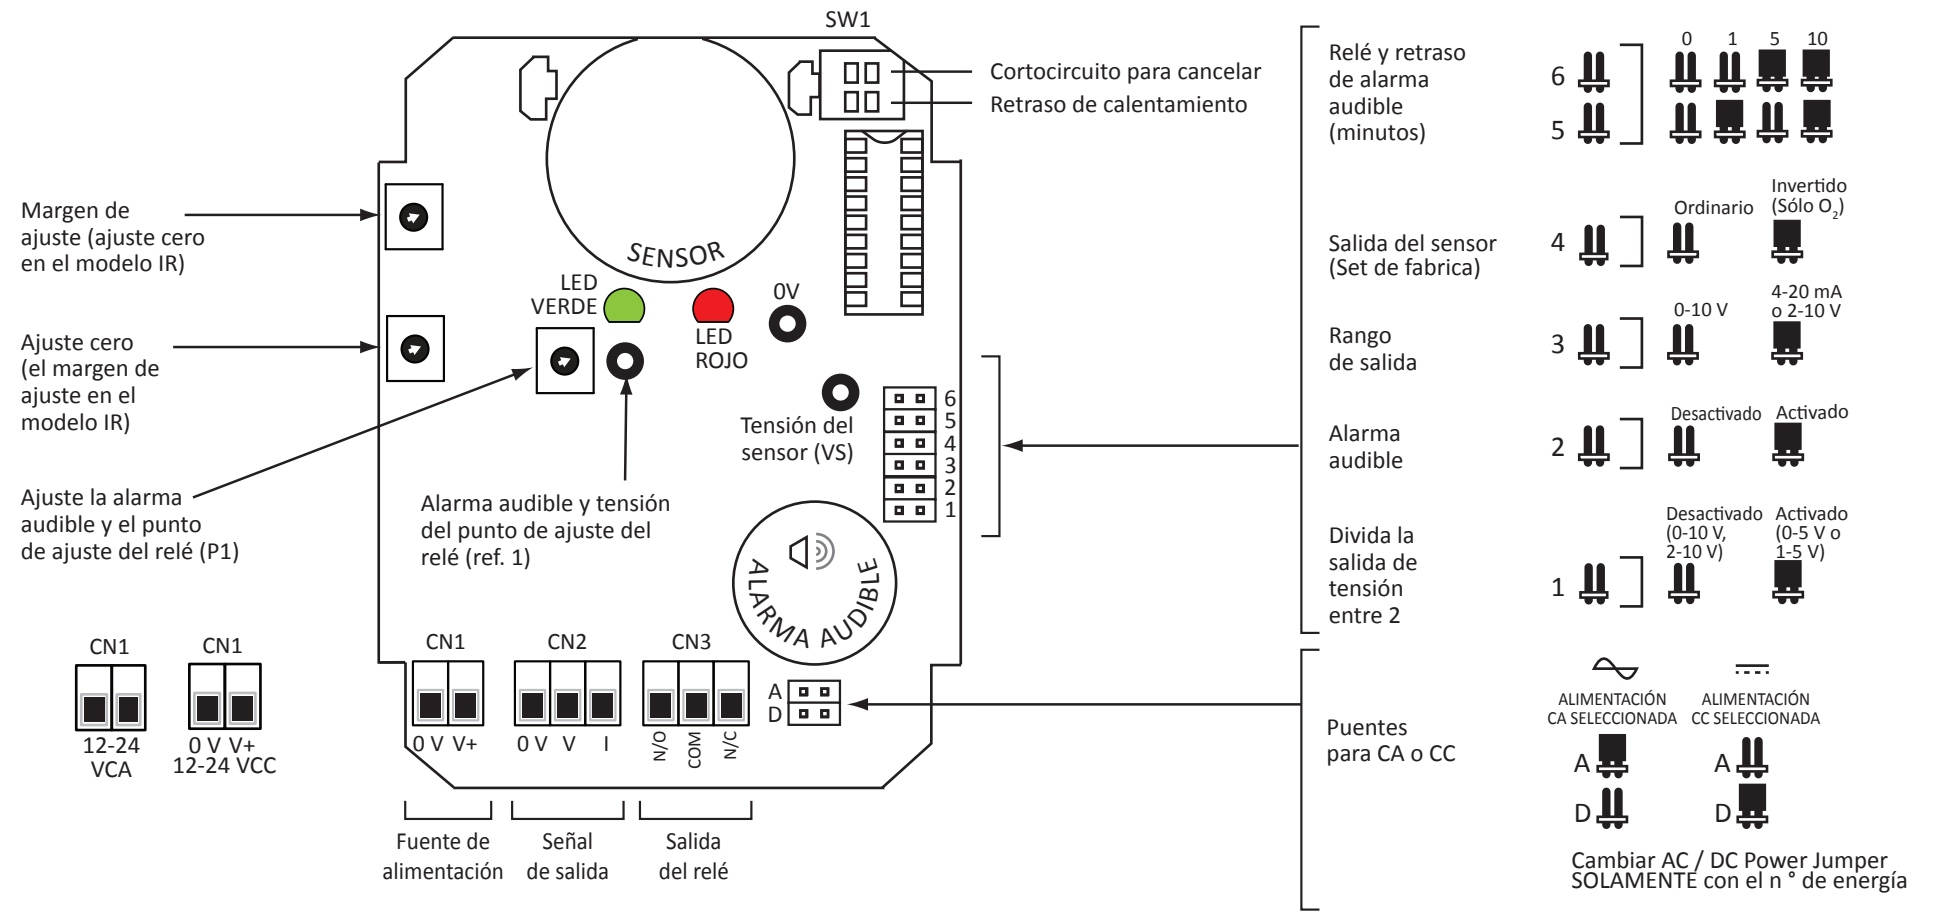 SW1
Cortocircuito para cancelar
Retraso de calentamiento
Margen de
ajuste (ajuste cero
en el modelo IR)
Ajuste cero
(el margen de
ajuste en el
modelo IR)
Ajuste la alarma
audible y el punto
de ajuste del relé (P1)
SENSOR
LED
VERDE
LED
ROJO
0V
Tensión del
sensor (VS)
Alarma audible y tensión
del punto de ajuste del
relé (ref. 1)
6
5
4
3
2
1
ALARMA AUDIBLE
CN1
CN2
CN3
0 V V+
0 V V I
N/O
COM
N/C
A
D
Fuente de
alimentación
Señal
de salida
Salida
del relé
CN1
12-24
VCA
CN1
0 V V+
12-24 VCC
Relé y retraso
de alarma
audible
(minutos)
6
5
0 1 5 10
Salida del sensor
(Set de fabrica)
4
Ordinario
Invertido
(Sólo O2)
Rango
de salida
3
0-10 V
4-20 mA
o 2-10 V
Alarma
audible
2
Desactivado
Activado
Divida la
salida de
tensión
entre 2
1
Desactivado
(0-10 V,
2-10 V)
Activado
(0-5 V o
1-5 V)
Puentes
para CA o CC
ALIMENTACIÓN
CA SELECCIONADA
A
D
ALIMENTACIÓN
CC SELECCIONADA
A
D
Cambiar AC / DC Power Jumper
SOLAMENTE con el n ° de energía